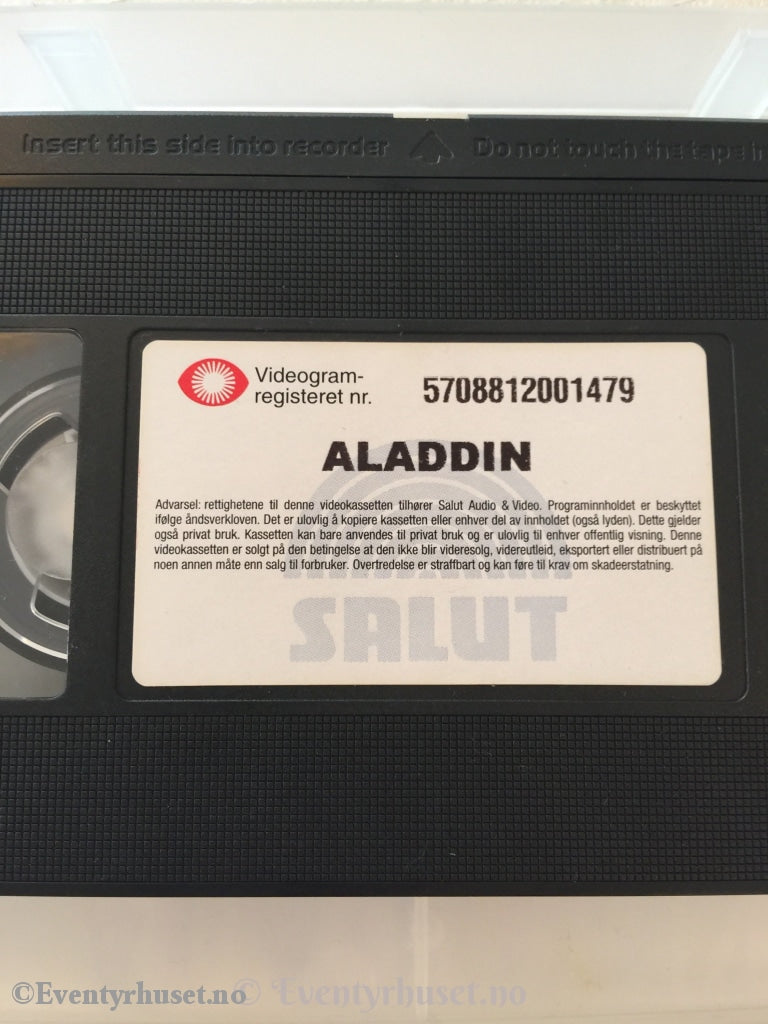 Insert this side into recorder Do not touch the tape in
Videogram-
registeret nr. 5708812001479
ALADDIN
Advarsel: rettighetene til denne videokassetten tilhører Salut Audio & Video. Programinnholdet er beskyttet
ifølge åndsverkloven. Det er ulovlig å kopiere kassetten eller enhver del av innholdet (også lyden). Dette gjelder
også privat bruk. Kassetten kan bare anvendes til privat bruk og er ulovlig til enhver offentlig visning. Denne
videokassetten er solgt på den betingelse at den ikke blir videresolg, videreutleid, eksportert eller distribuert på
noen annen måte enn salg til forbruker. Overtredelse er straffbart og kan føre til krav om skadeerstatning.
SALUT
©Eventyrhuset.no © Eventyrhuset.no